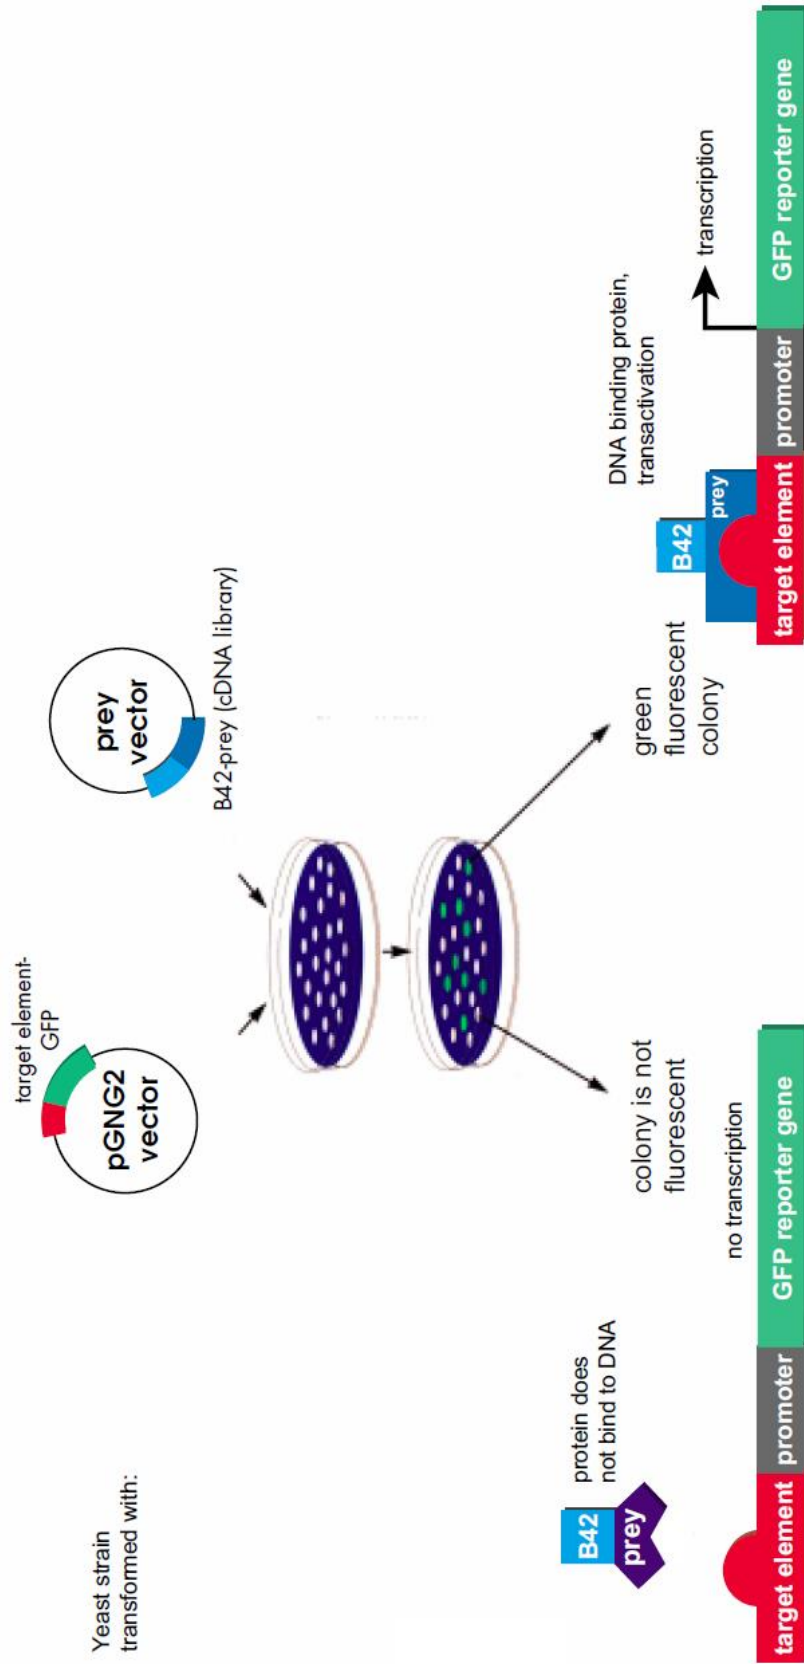 Yeast strain
transformed with:
target element-
GFP
pGNG2
vector
prey
vector
B42-prey (cDNA library)
colony is not
fluorescent
green
fluorescent
colony
B42
prey
protein does
not bind to DNA
no transcription
target element
promoter
GFP reporter gene
DNA binding protein,
transactivation
B42
prey
transcription
target element
promoter
GFP reporter gene